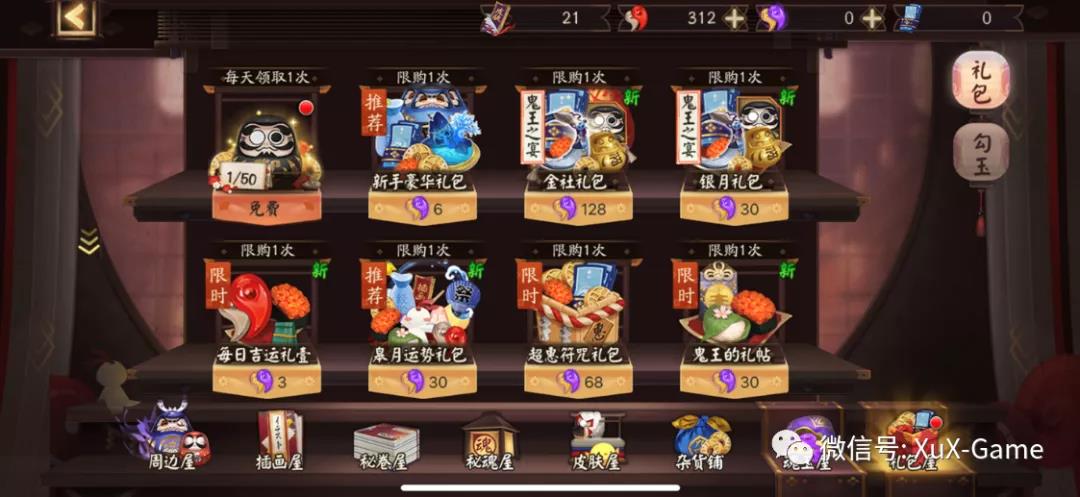 21
312
0
0
每天领取1次
限购1次
限购1次
限购1次
礼包
勾玉
推荐
鬼王之宴
新
鬼王之宴
新
1/50
免费
新手豪华礼包
6
金社礼包
128
银月礼包
30
限购1次
限购1次
限购1次
限购1次
限时
新
推荐
新
限时
限时
新
每日吉运礼壹
3
皋月运势礼包
30
超惠符咒礼包
68
鬼王的礼帖
30
周边屋
插画屋
秘卷屋
秘魂屋
皮肤屋
杂货铺
礼包屋
微信号: XuX-Game